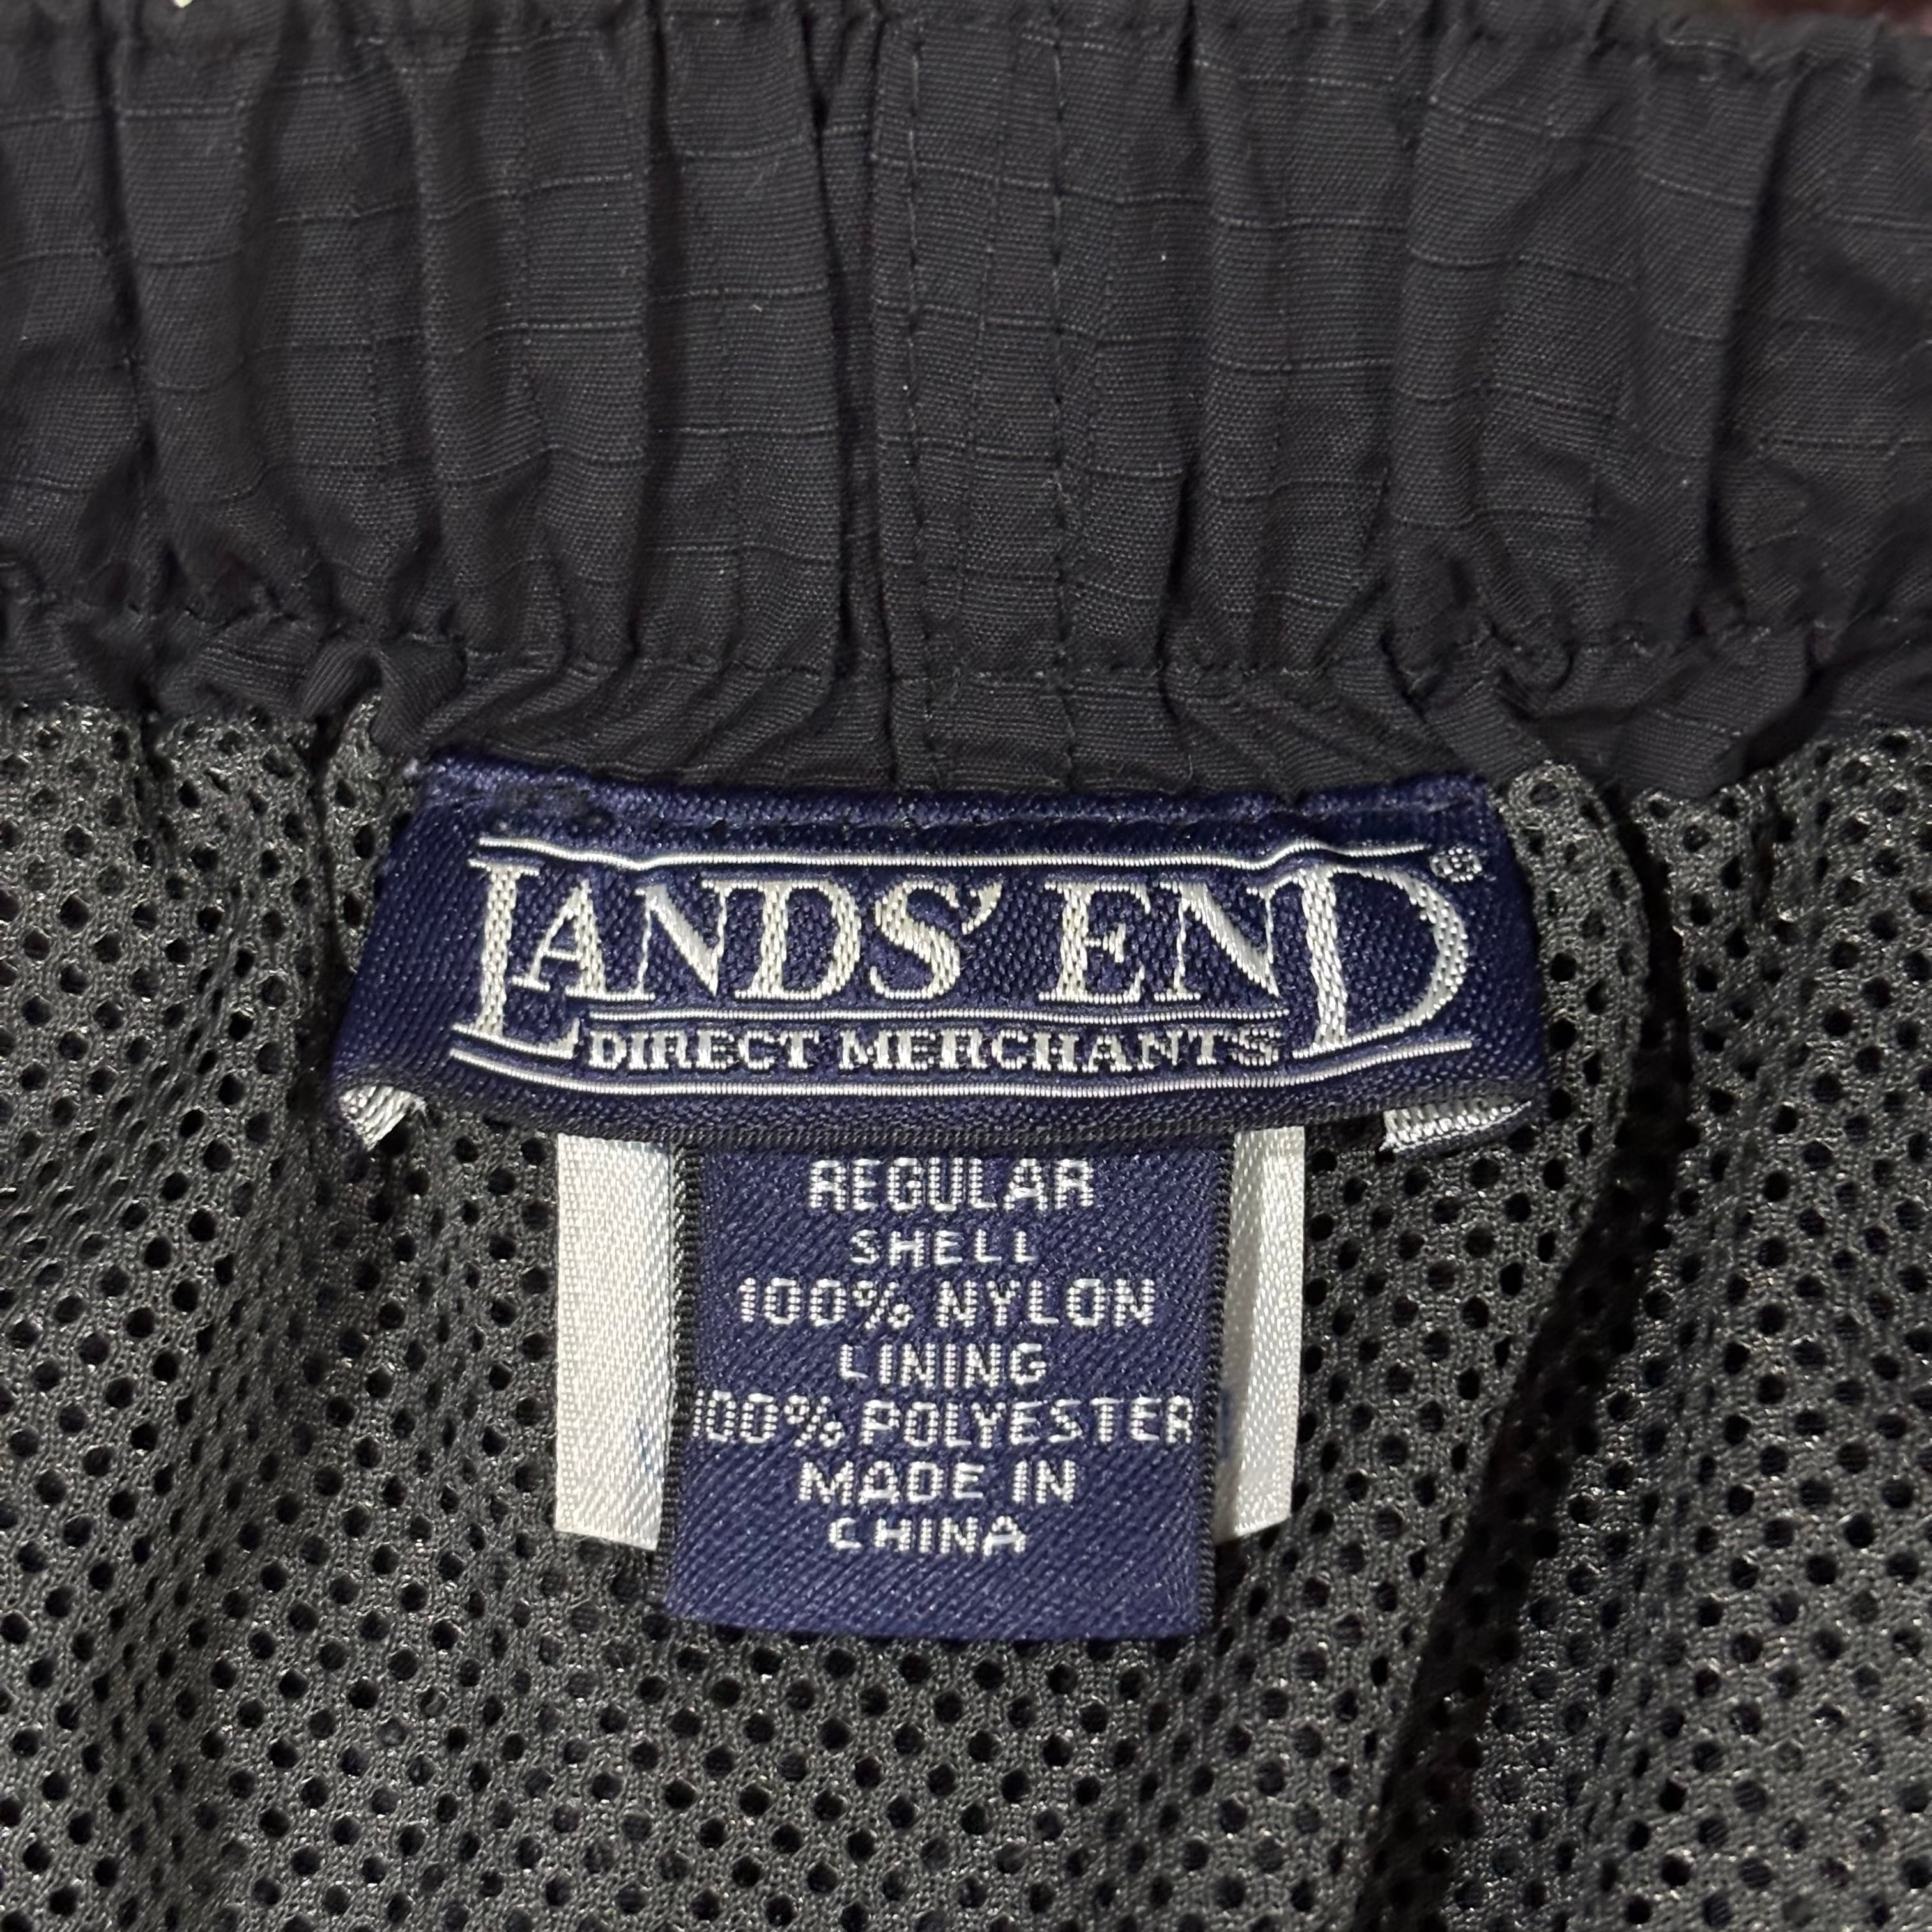 LANDS' END®
DIRECT MERCHANTS
REGULAR
SHELL
100% NYLON
LINING
100% POLYESTER
MADE IN
CHINA